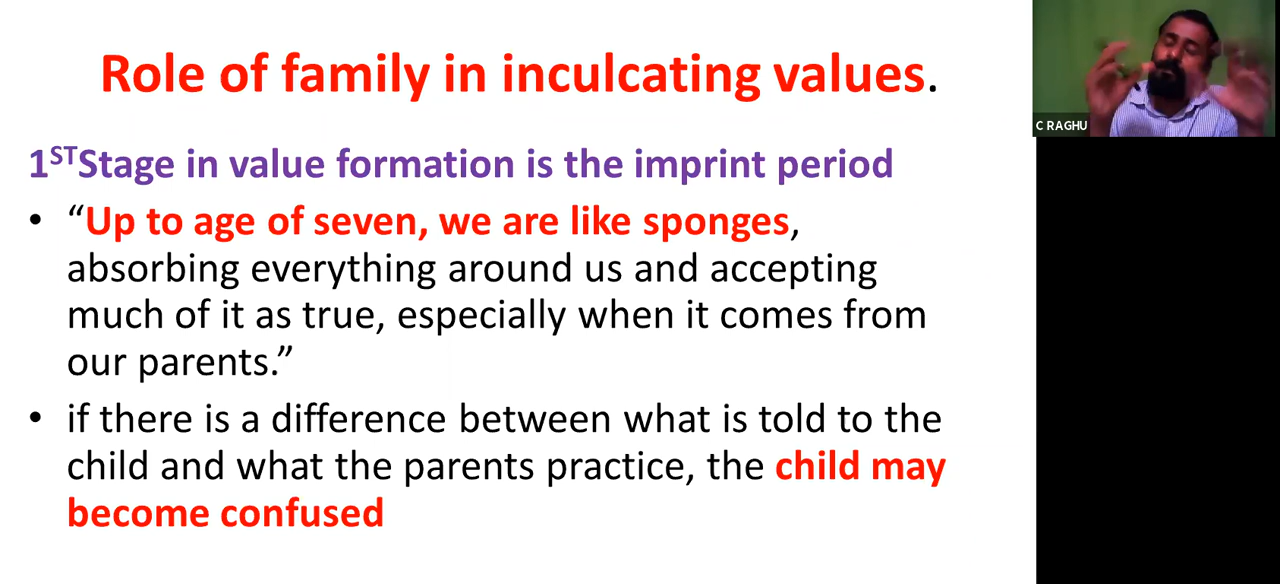 Role of family in inculcating values.
C RAGHU
1STStage in value formation is the imprint period
• “Up to age of seven, we are like sponges,
absorbing everything around us and accepting
much of it as true, especially when it comes from
our parents.”
• if there is a difference between what is told to the
child and what the parents practice, the child may
become confused